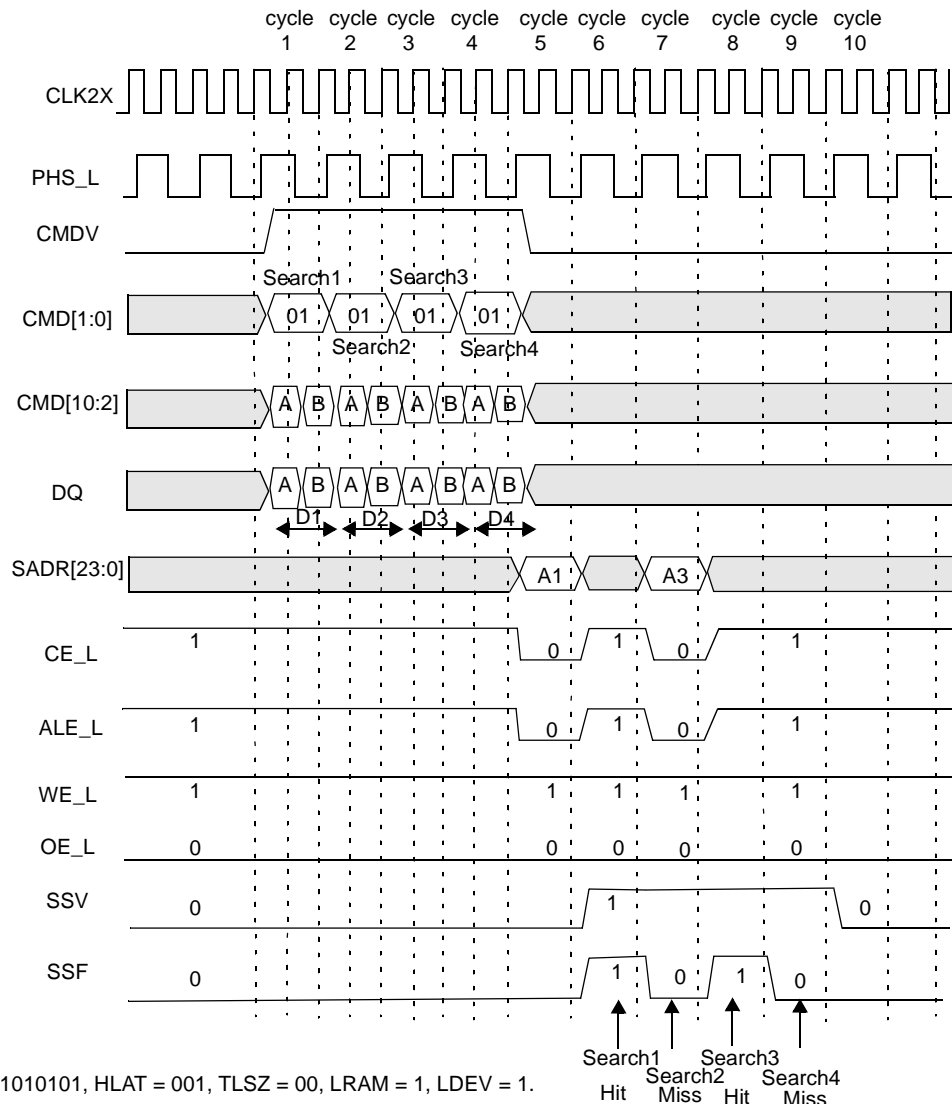 cycle cycle cycle cycle cycle cycle cycle cycle cycle cycle
1 2 3 4 5 6 7 8 9 10
CLK2X
PHS_L
CMDV
Search1 Search3
CMD[1:0] 01 01 01 01
Search2 Search4
CMD[10:2] A B A B A B A B
DQ A B A B A B A B
D1 D2 D3 D4
SADR[23:0] A1 A3
CE_L 1 0 1 0 1
ALE_L 1 0 1 0 1
WE_L 1 1 1 1 1
OE_L 0 0 0 0 0
SSV 0 1 0
SSF 0 1 0 1 0
Search1 Search3
Search2 Search4
Hit Miss Hit Miss
1010101, HLAT = 001, TLSZ = 00, LRAM = 1, LDEV = 1.